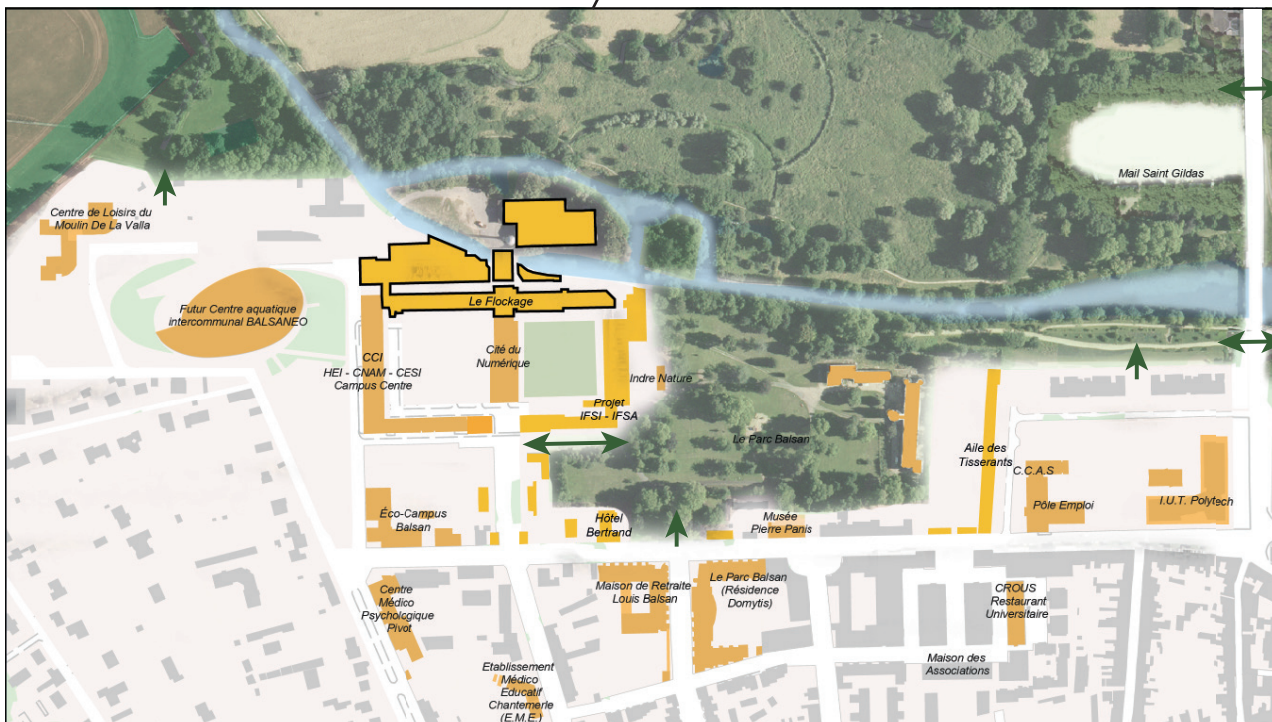 Mail Saint Gildas
Centre de Loisirs du
Moulin De La Valla
Futur Centre aquatique
intercommunal BALSANEO
Le Flockage
CCI
HEI - CNAM - CESI
Campus Centre
Cité du
Numérique
Indre Nature
Projet
IFSI - IFSA
Le Parc Balsan
Aile des
Tisserants
C.C.A.S
Pôle Emploi
I.U.T. Polytech
Éco-Campus
Balsan
Hôtel
Bertrand
Musée
Pierre Panis
Centre
Médico
Psychologique
Pivot
Maison de Retraite
Louis Balsan
Le Parc Balsan
(Résidence
Domytis)
CROUS
Restaurant
Universitaire
Maison des
Associations
Etablissement
Médico
Educatif
Chantemerle
(E.M.E.)